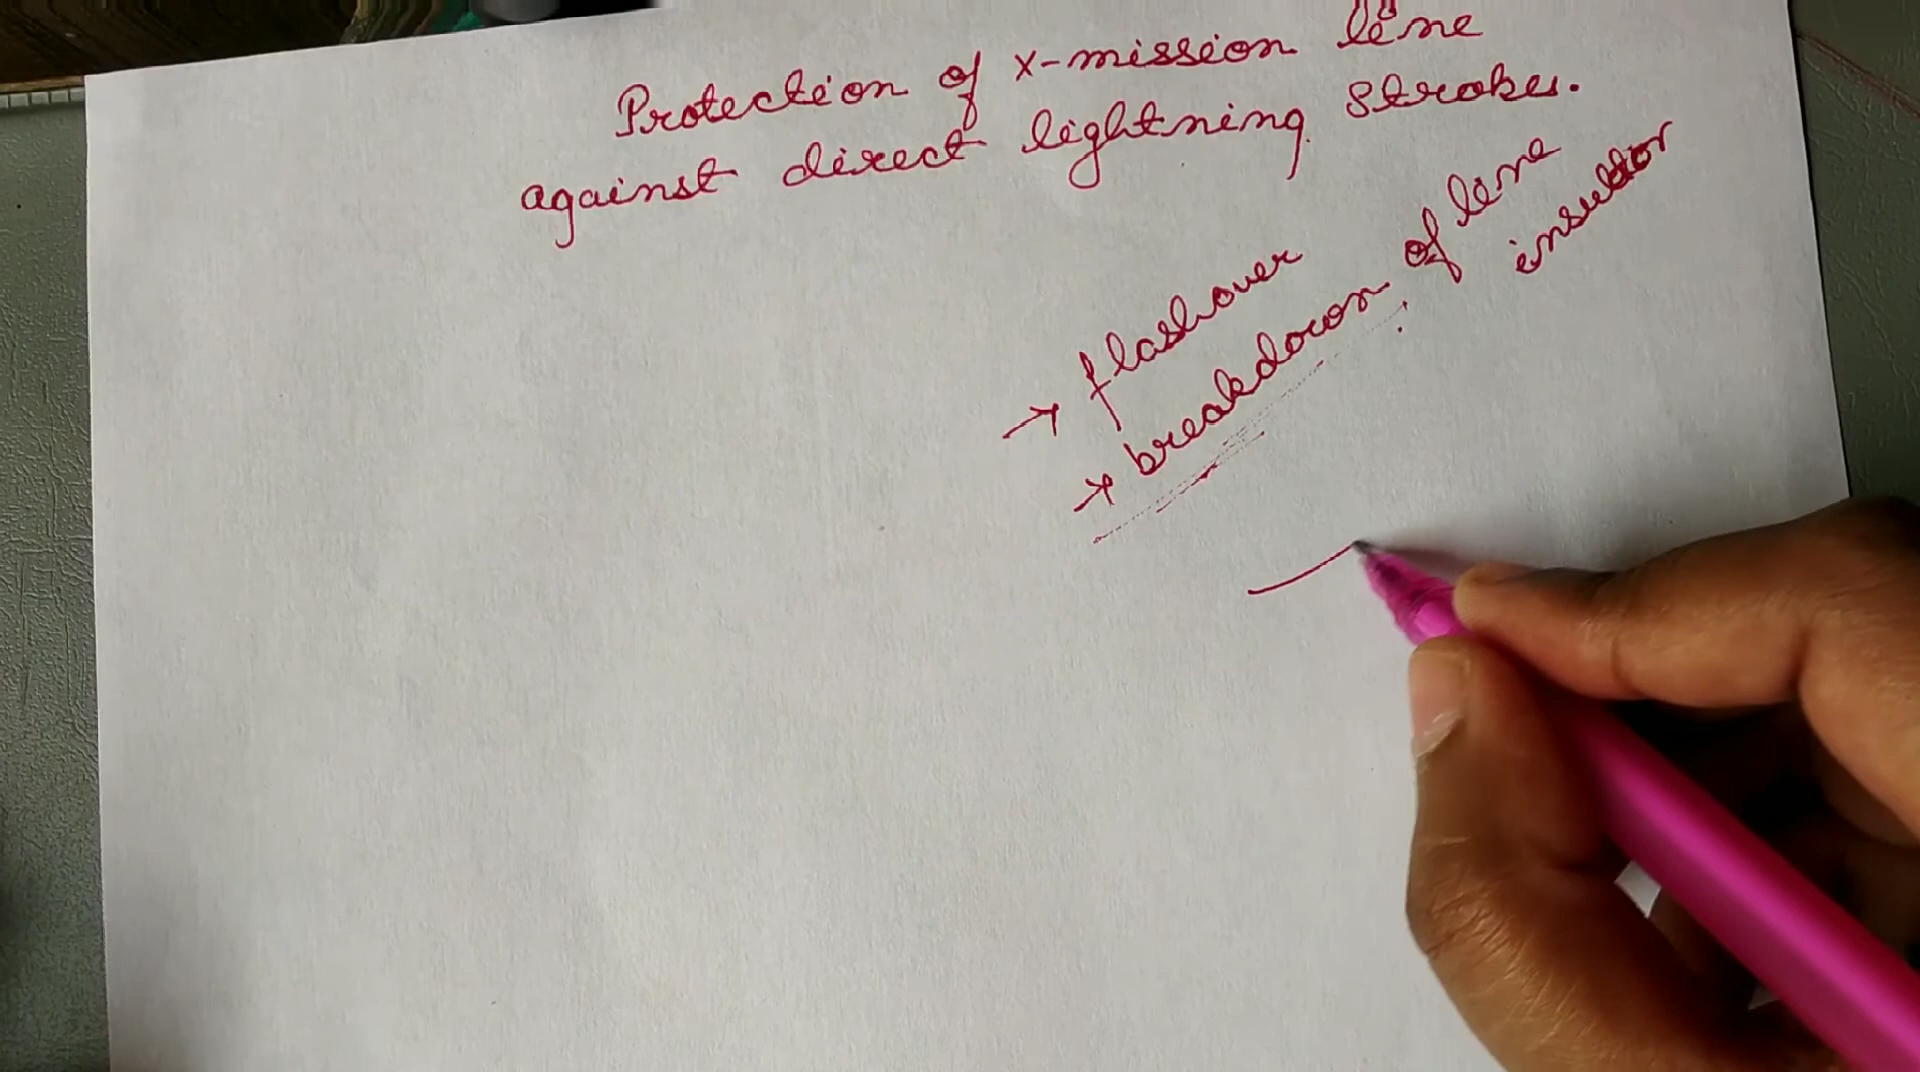 Protection of x-mission line
against direct lightning strokes.
→ flashover
→ breakdown of line
insulator